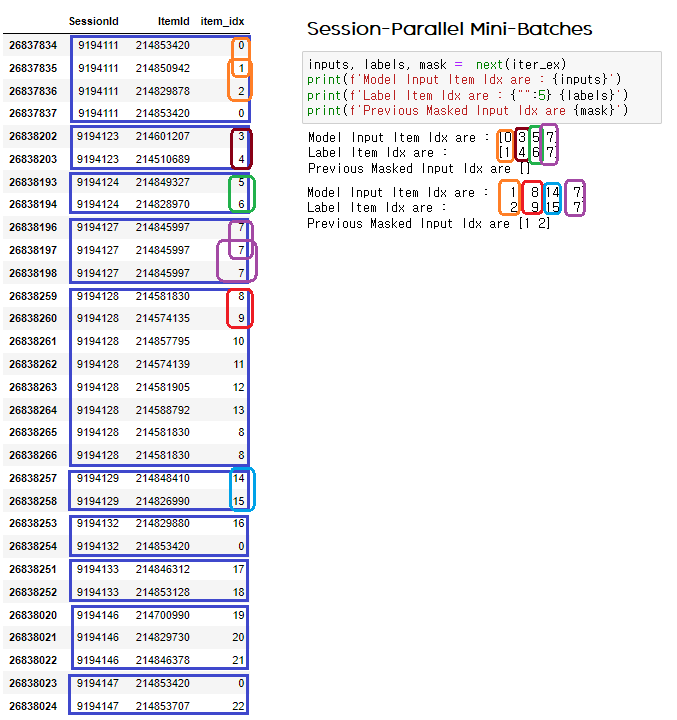 SessionId ItemId item_idx
26837834 9194111 214853420 0
26837835 9194111 214850942 1
26837836 9194111 214829878 2
26837837 9194111 214853420 0
26838202 9194123 214601207 3
26838203 9194123 214510689 4
26838193 9194124 214849327 5
26838194 9194124 214828970 6
26838196 9194127 214845997 7
26838197 9194127 214845997 7
26838198 9194127 214845997 7
26838259 9194128 214581830 8
26838260 9194128 214574135 9
26838261 9194128 214857795 10
26838262 9194128 214574139 11
26838263 9194128 214581905 12
26838264 9194128 214588792 13
26838265 9194128 214581830 8
26838266 9194128 214581830 8
26838257 9194129 214848410 14
26838258 9194129 214826990 15
26838253 9194132 214829880 16
26838254 9194132 214853420 0
26838251 9194133 214846312 17
26838252 9194133 214853128 18
26838020 9194146 214700990 19
26838021 9194146 214829730 20
26838022 9194146 214846378 21
26838023 9194147 214853420 0
26838024 9194147 214853707 22
Session-Parallel Mini-Batches
inputs, labels, mask = next(iter_ex)
print(f'Model Input Item Idx are : {inputs}')
print(f'Label Item Idx are : {"":5} {labels}')
print(f'Previous Masked Input Idx are {mask}')
Model Input Item Idx are : [0 3 5 7]
Label Item Idx are : [1 4 6 7]
Previous Masked Input Idx are []
Model Input Item Idx are : [ 1 8 14 7]
Label Item Idx are : [ 2 9 15 7]
Previous Masked Input Idx are [1 2]